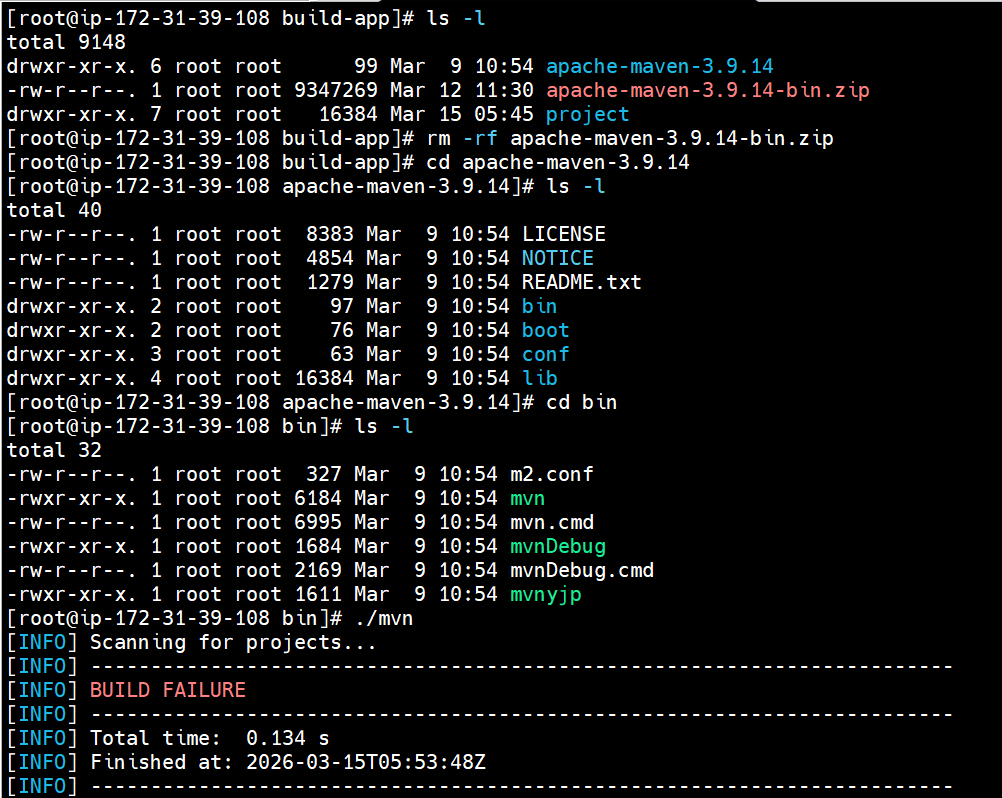 [root@ip-172-31-39-108 build-app]# ls -l
total 9148
drwxr-xr-x. 6 root root      99 Mar  9 10:54 apache-maven-3.9.14
-rw-r--r--. 1 root root 9347269 Mar 12 11:30 apache-maven-3.9.14-bin.zip
drwxr-xr-x. 7 root root   16384 Mar 15 05:45 project
[root@ip-172-31-39-108 build-app]# rm -rf apache-maven-3.9.14-bin.zip
[root@ip-172-31-39-108 build-app]# cd apache-maven-3.9.14
[root@ip-172-31-39-108 apache-maven-3.9.14]# ls -l
total 40
-rw-r--r--. 1 root root  8383 Mar  9 10:54 LICENSE
-rw-r--r--. 1 root root  4854 Mar  9 10:54 NOTICE
-rw-r--r--. 1 root root  1279 Mar  9 10:54 README.txt
drwxr-xr-x. 2 root root    97 Mar  9 10:54 bin
drwxr-xr-x. 2 root root    76 Mar  9 10:54 boot
drwxr-xr-x. 3 root root    63 Mar  9 10:54 conf
drwxr-xr-x. 4 root root 16384 Mar  9 10:54 lib
[root@ip-172-31-39-108 apache-maven-3.9.14]# cd bin
[root@ip-172-31-39-108 bin]# ls -l
total 32
-rw-r--r--. 1 root root  327 Mar  9 10:54 m2.conf
-rwxr-xr-x. 1 root root 6184 Mar  9 10:54 mvn
-rw-r--r--. 1 root root 6995 Mar  9 10:54 mvn.cmd
-rwxr-xr-x. 1 root root 1684 Mar  9 10:54 mvnDebug
-rw-r--r--. 1 root root 2169 Mar  9 10:54 mvnDebug.cmd
-rwxr-xr-x. 1 root root 1611 Mar  9 10:54 mvnyjp
[root@ip-172-31-39-108 bin]# ./mvn
[INFO] Scanning for projects...
[INFO] ------------------------------------------------------------------------
[INFO] BUILD FAILURE
[INFO] ------------------------------------------------------------------------
[INFO] Total time:  0.134 s
[INFO] Finished at: 2026-03-15T05:53:48Z
[INFO] ------------------------------------------------------------------------